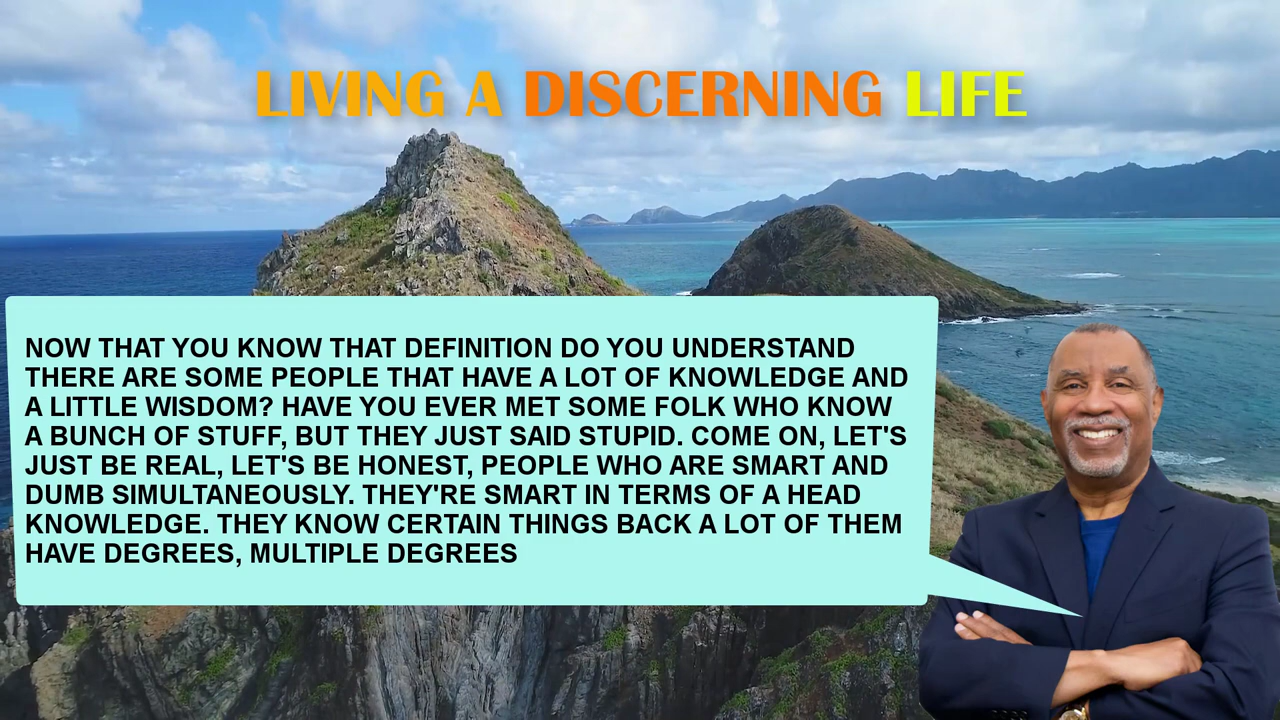 LIVING A DISCERNING LIFE
NOW THAT YOU KNOW THAT DEFINITION DO YOU UNDERSTAND
THERE ARE SOME PEOPLE THAT HAVE A LOT OF KNOWLEDGE AND
A LITTLE WISDOM? HAVE YOU EVER MET SOME FOLK WHO KNOW
A BUNCH OF STUFF, BUT THEY JUST SAID STUPID. COME ON, LET'S
JUST BE REAL, LET'S BE HONEST, PEOPLE WHO ARE SMART AND
DUMB SIMULTANEOUSLY. THEY'RE SMART IN TERMS OF A HEAD
KNOWLEDGE. THEY KNOW CERTAIN THINGS BACK A LOT OF THEM
HAVE DEGREES, MULTIPLE DEGREES